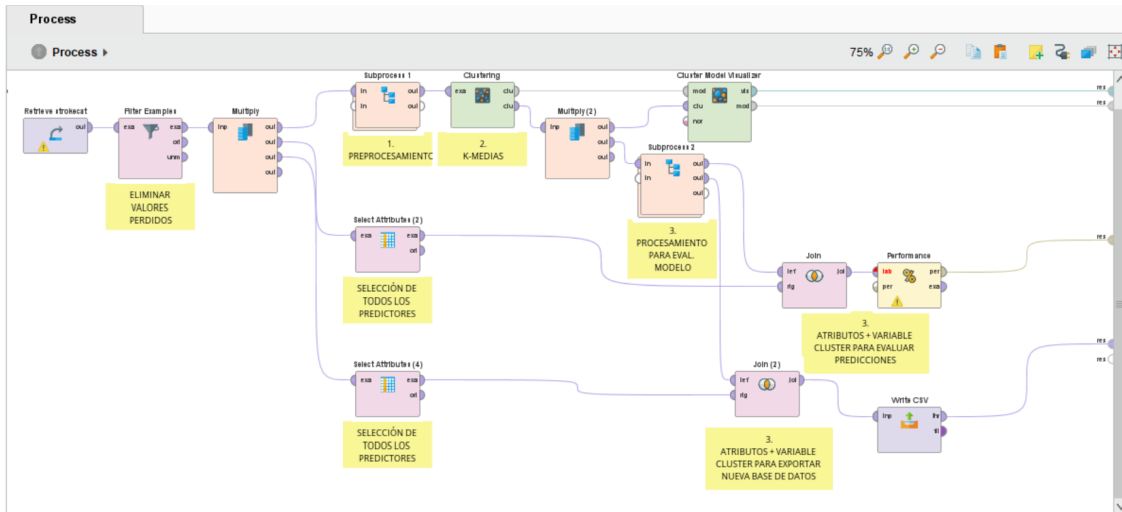 Process
Process
75%
Retrieve strokecat
out
Filter Examples
exa
exa
ori
unm
ELIMINAR
VALORES
PERDIDOS
Multiply
inp
out
out
out
out
Subprocess 1
in
in
out
out
1.
PREPROCESAMIENTO
Clustering
exa
clu
clu
2.
K-MEDIAS
Multiply (2)
inp
out
out
out
Cluster Model Visualizer
mod
clu
nor
vis
mod
res
res
Subprocess 2
in
in
out
out
out
3.
PROCESAMIENTO
PARA EVAL.
MODELO
Select Attributes (2)
exa
exa
ori
SELECCIÓN DE
TODOS LOS
PREDICTORES
Join
lef
rig
joi
Performance
lab
per
per
exa
res
3.
ATRIBUTOS + VARIABLE
CLUSTER PARA EVALUAR
PREDICCIONES
Select Attributes (4)
exa
exa
ori
SELECCIÓN DE
TODOS LOS
PREDICTORES
Join (2)
lef
rig
joi
3.
ATRIBUTOS + VARIABLE
CLUSTER PARA EXPORTAR
NUEVA BASE DE DATOS
Write CSV
inp
thr
fil
res
res